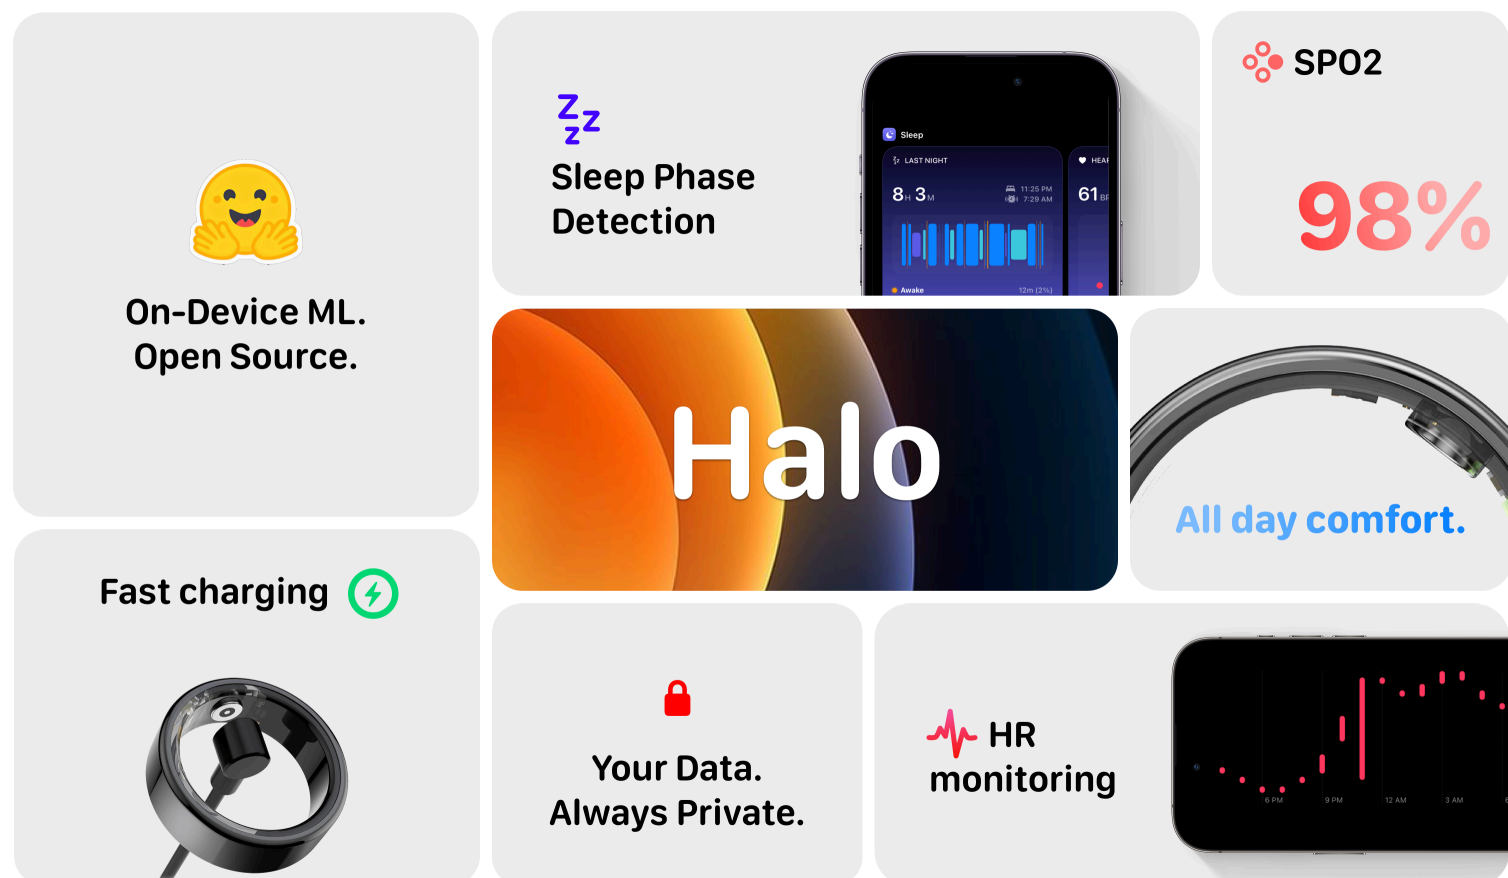 On-Device ML.
Open Source.
Sleep Phase
Detection
Sleep
LAST NIGHT
8H 3M
11:25 PM
7:29 AM
61
Awake
12m (2%)
SPO2
98%
Halo
All day comfort.
Fast charging
Your Data.
Always Private.
HR
monitoring
6 PM
9 PM
12 AM
3 AM